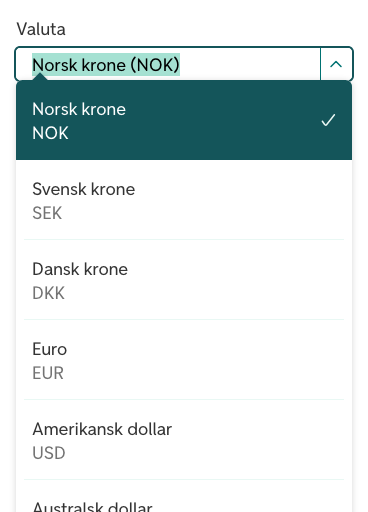 Valuta
Norsk krone (NOK)
Norsk krone
NOK
Svensk krone
SEK
Dansk krone
DKK
Euro
EUR
Amerikansk dollar
USD
Australsk dollar